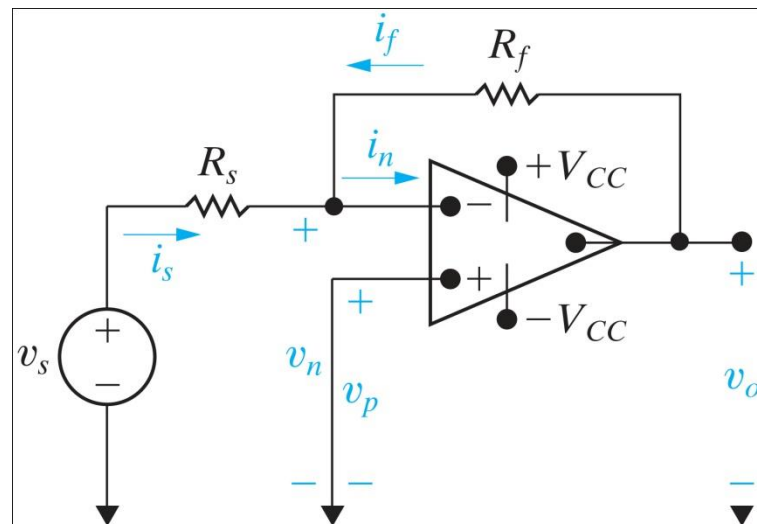 i_f
R_f
R_s
i_n
+V_CC
−
+
i_s
+
+
+
−V_CC
+
v_s
−
v_n
v_p
v_o
− −
−